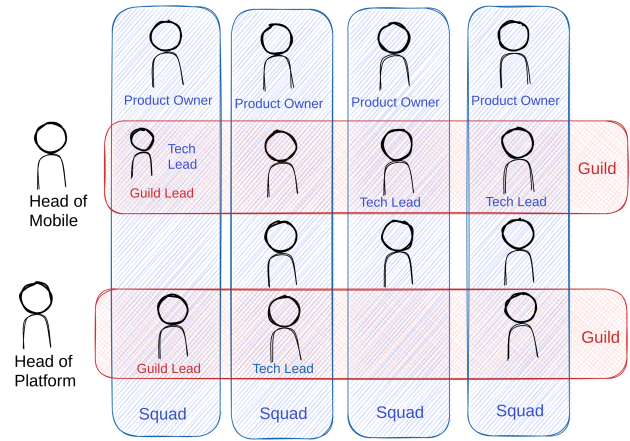 Product Owner
Product Owner
Product Owner
Product Owner
Tech
Lead
Guild Lead
Guild
Head of
Mobile
Tech Lead
Tech Lead
Guild
Head of
Platform
Guild Lead
Tech Lead
Squad
Squad
Squad
Squad